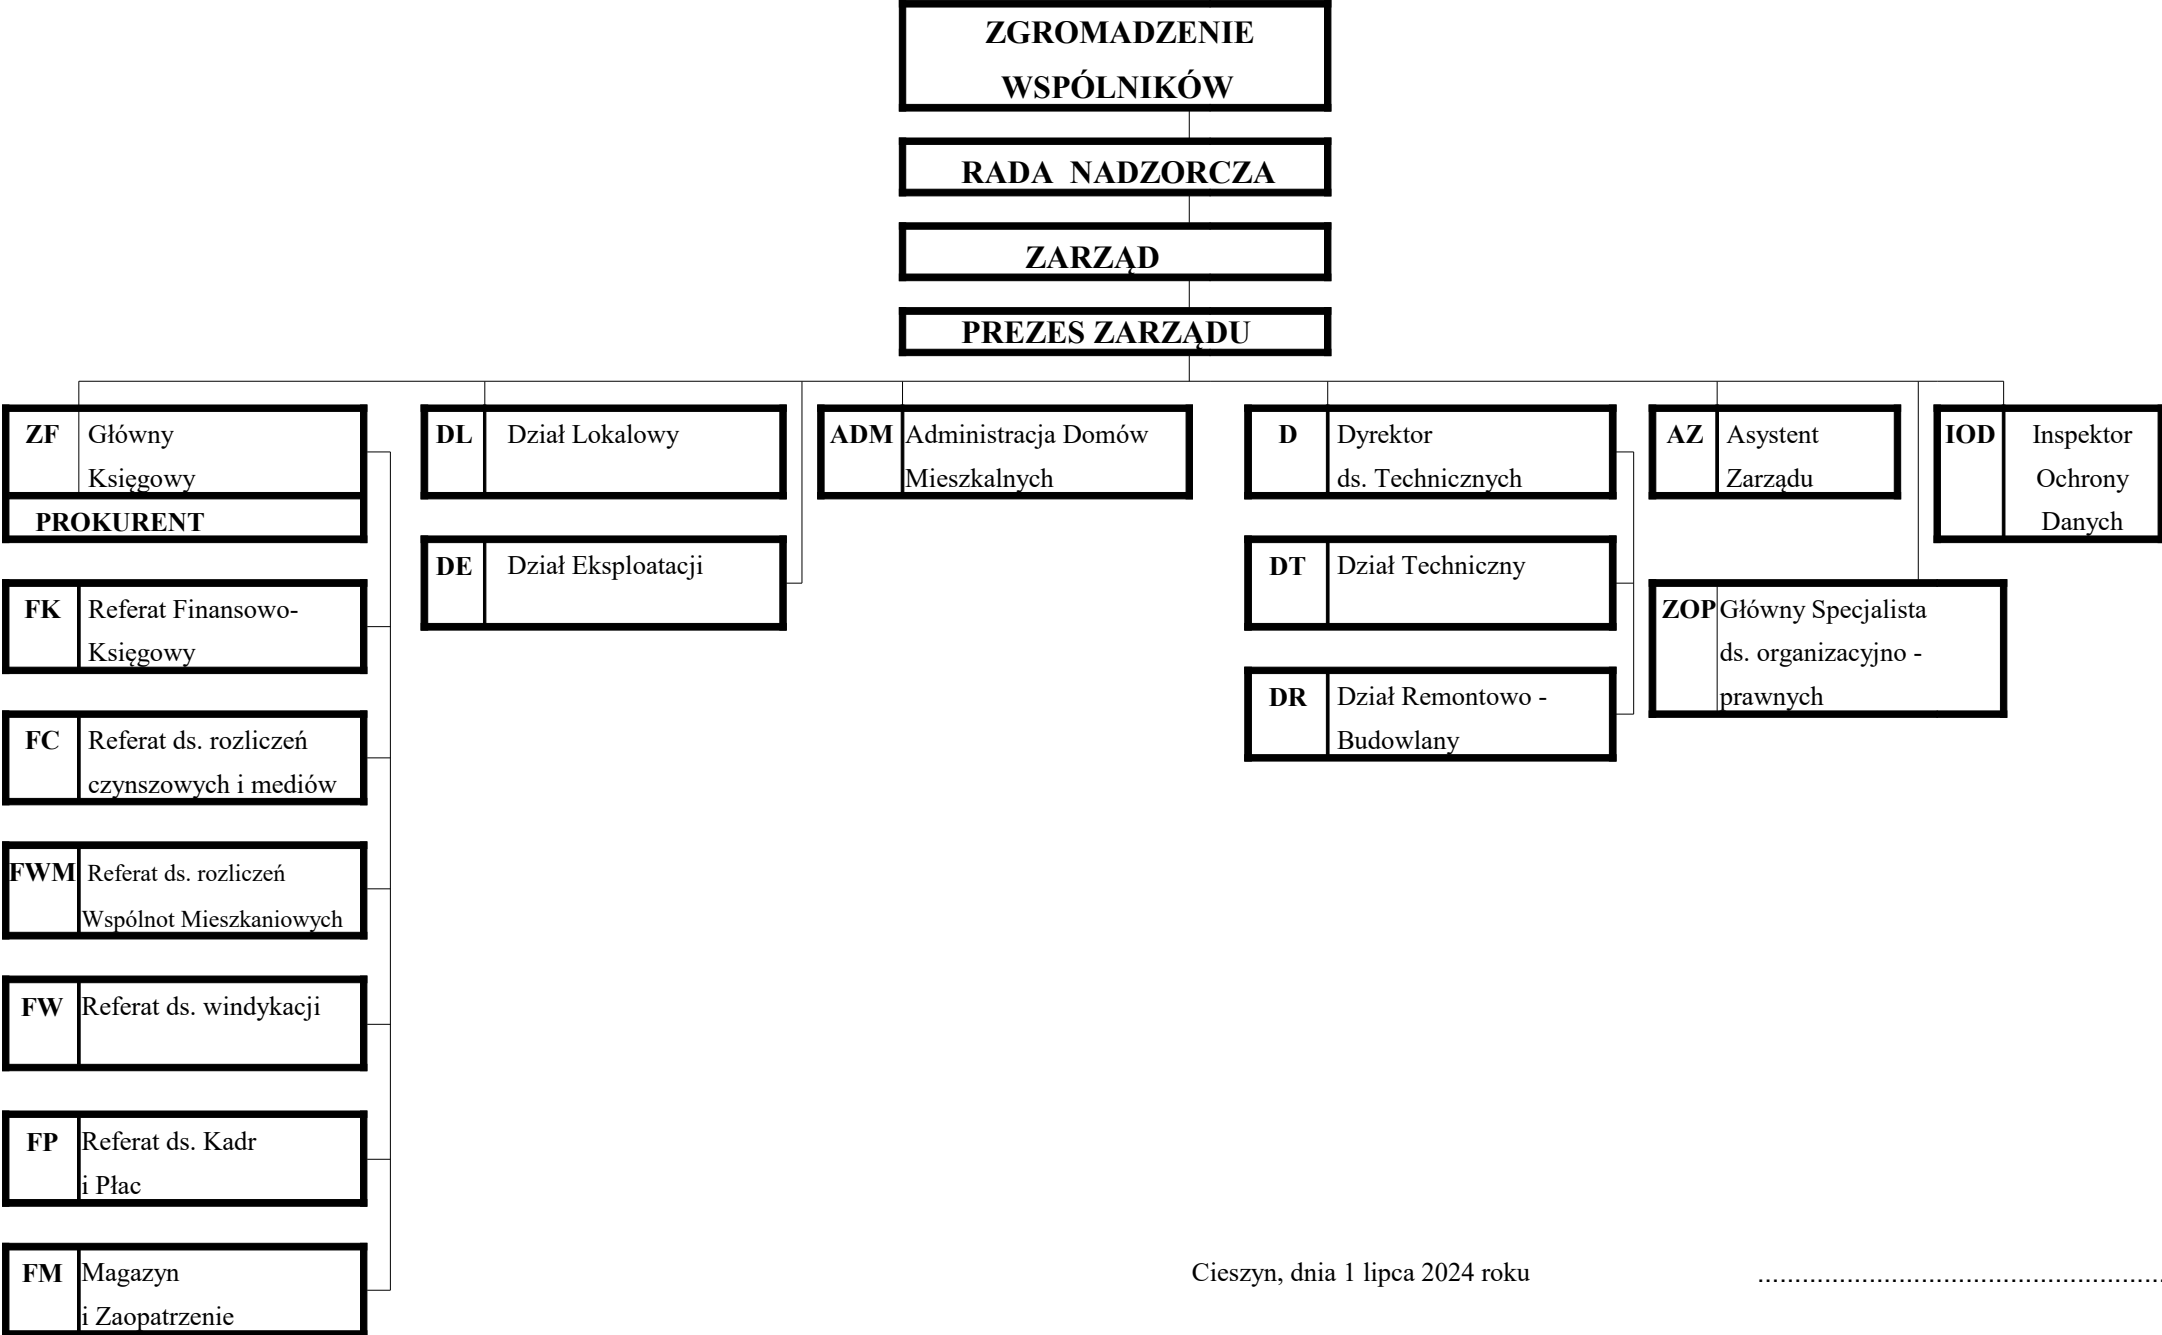 ZGROMADZENIE
WSPÓLNIKÓW
RADA NADZORCZA
ZARZĄD
PREZES ZARZĄDU
ZF Główny
Księgowy
PROKURENT
FK Referat Finansowo-
Księgowy
FC Referat ds. rozliczeń
czynszowych i mediów
FWM Referat ds. rozliczeń
Wspólnot Mieszkaniowych
FW Referat ds. windykacji
FP Referat ds. Kadr
i Płac
FM Magazyn
i Zaopatrzenie
DL Dział Lokalowy
DE Dział Eksploatacji
ADM Administracja Domów
Mieszkalnych
D Dyrektor
ds. Technicznych
DT Dział Techniczny
DR Dział Remontowo -
Budowlany
AZ Asystent
Zarządu
ZOP Główny Specjalista
ds. organizacyjno -
prawnych
IOD Inspektor
Ochrony
Danych
Cieszyn, dnia 1 lipca 2024 roku ........................................................